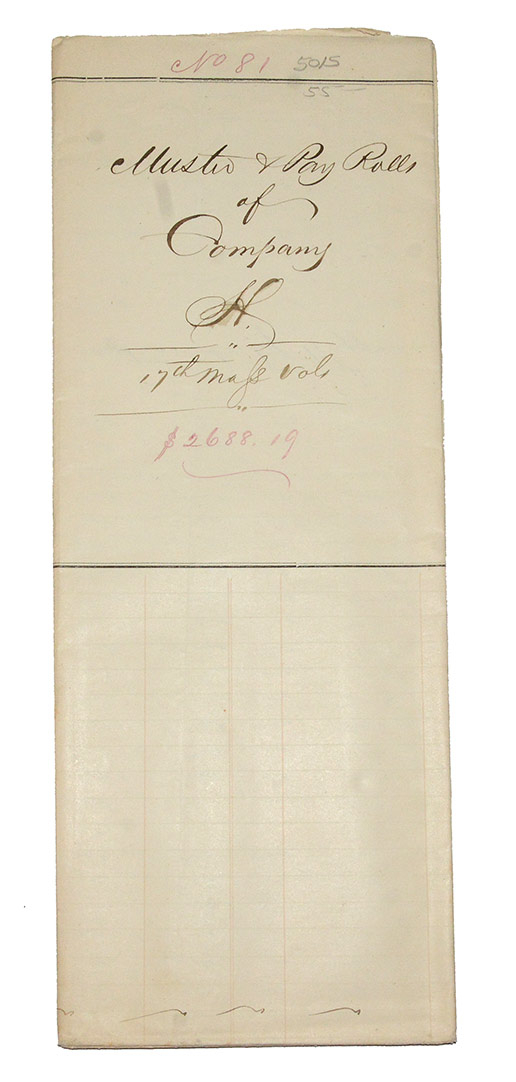 No 81 5015
55
Muster & Pay Rolls
of
Company
H.
"
17th Mass Vols
"
$2688.19